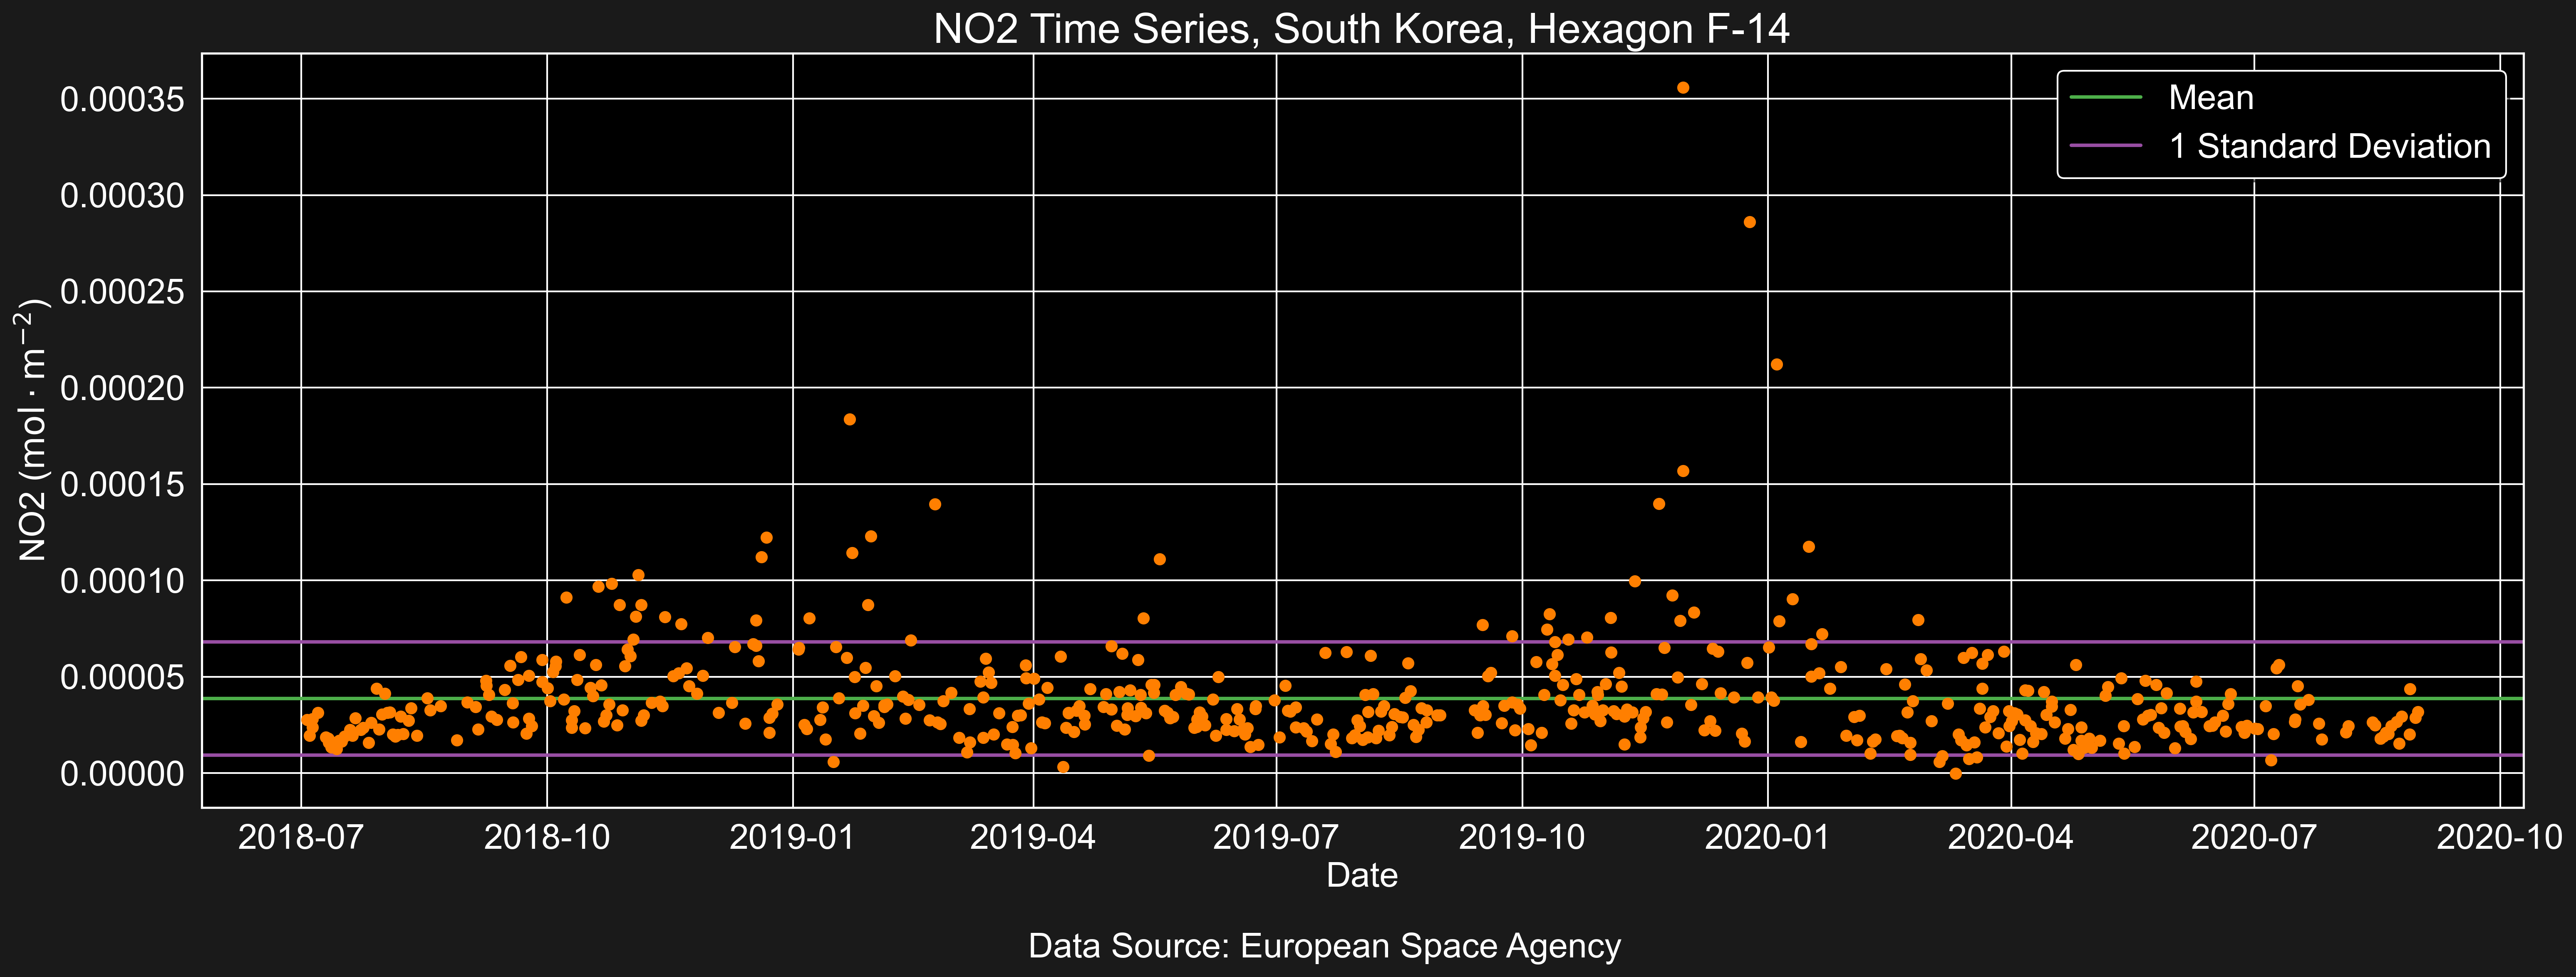 NO2 Time Series, South Korea, Hexagon F-14
Mean
1 Standard Deviation
NO2 (mol · m⁻²)
0.00035
0.00030
0.00025
0.00020
0.00015
0.00010
0.00005
0.00000
2018-07 2018-10 2019-01 2019-04 2019-07 2019-10 2020-01 2020-04 2020-07 2020-10
Date
Data Source: European Space Agency